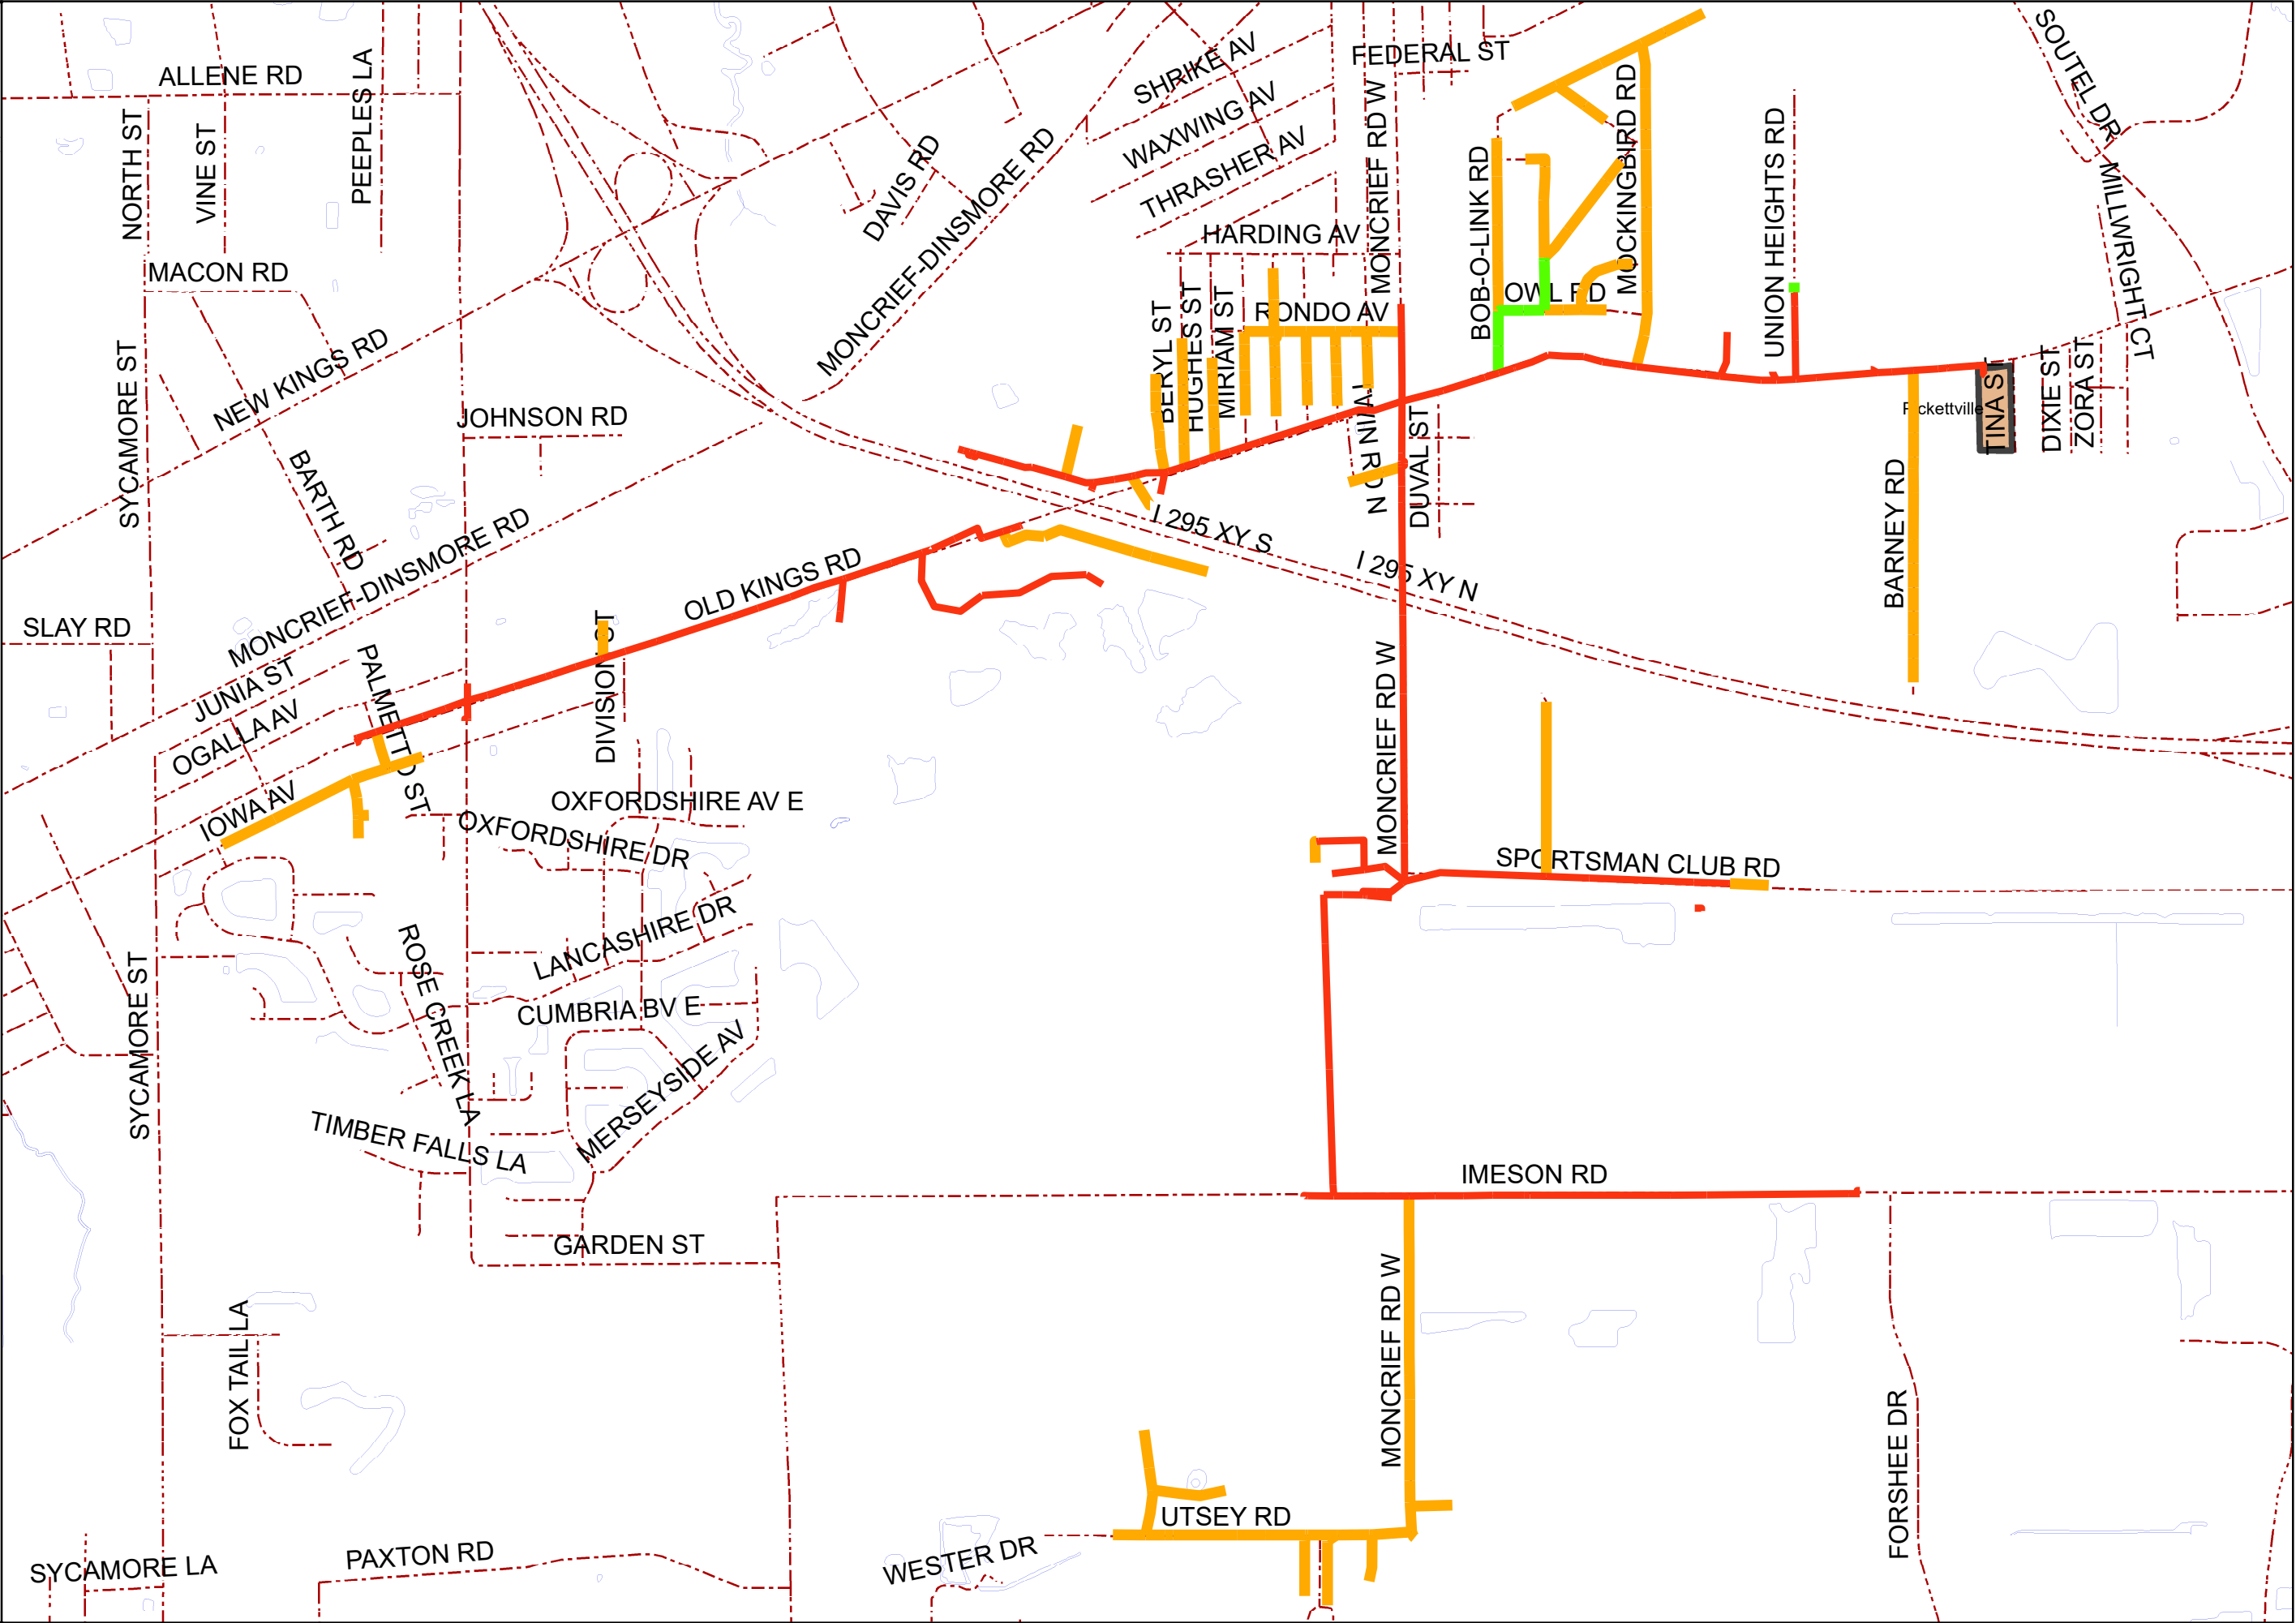 SOUTEL DR
FEDERAL ST
SHRIKE AV
ALLENE RD
PEEPLES LA
NORTH ST
VINE ST
DAVIS RD
WAXWING AV
THRASHER AV
MONCRIEF RD W
BOB-O-LINK RD
MOCKINGBIRD RD
UNION HEIGHTS RD
MILLWRIGHT CT
MACON RD
HARDING AV
MONCRIEF-DINSMORE RD
OWL RD
RONDO AV
BERYL ST
HUGHES ST
MIRIAM ST
SYCAMORE ST
NEW KINGS RD
JOHNSON RD
DUVAL ST
TINA ST
DIXIE ST
ZORA ST
BARTH RD
MONCRIEF-DINSMORE RD
I 295 XY S
I 295 XY N
BARNEY RD
OLD KINGS RD
SLAY RD
JUNIA ST
PALMETTO ST
DIVISION CT
OGALLA AV
IOWA AV
OXFORDSHIRE AV E
OXFORDSHIRE DR
MONCRIEF RD W
SPORTSMAN CLUB RD
LANCASHIRE DR
ROSE CREEK LA
CUMBRIA BV E
SYCAMORE ST
MERSEYSIDE AV
TIMBER FALLS LA
IMESON RD
GARDEN ST
FOX TAIL LA
MONCRIEF RD W
FORSHEE DR
UTSEY RD
WESTER DR
PAXTON RD
SYCAMORE LA